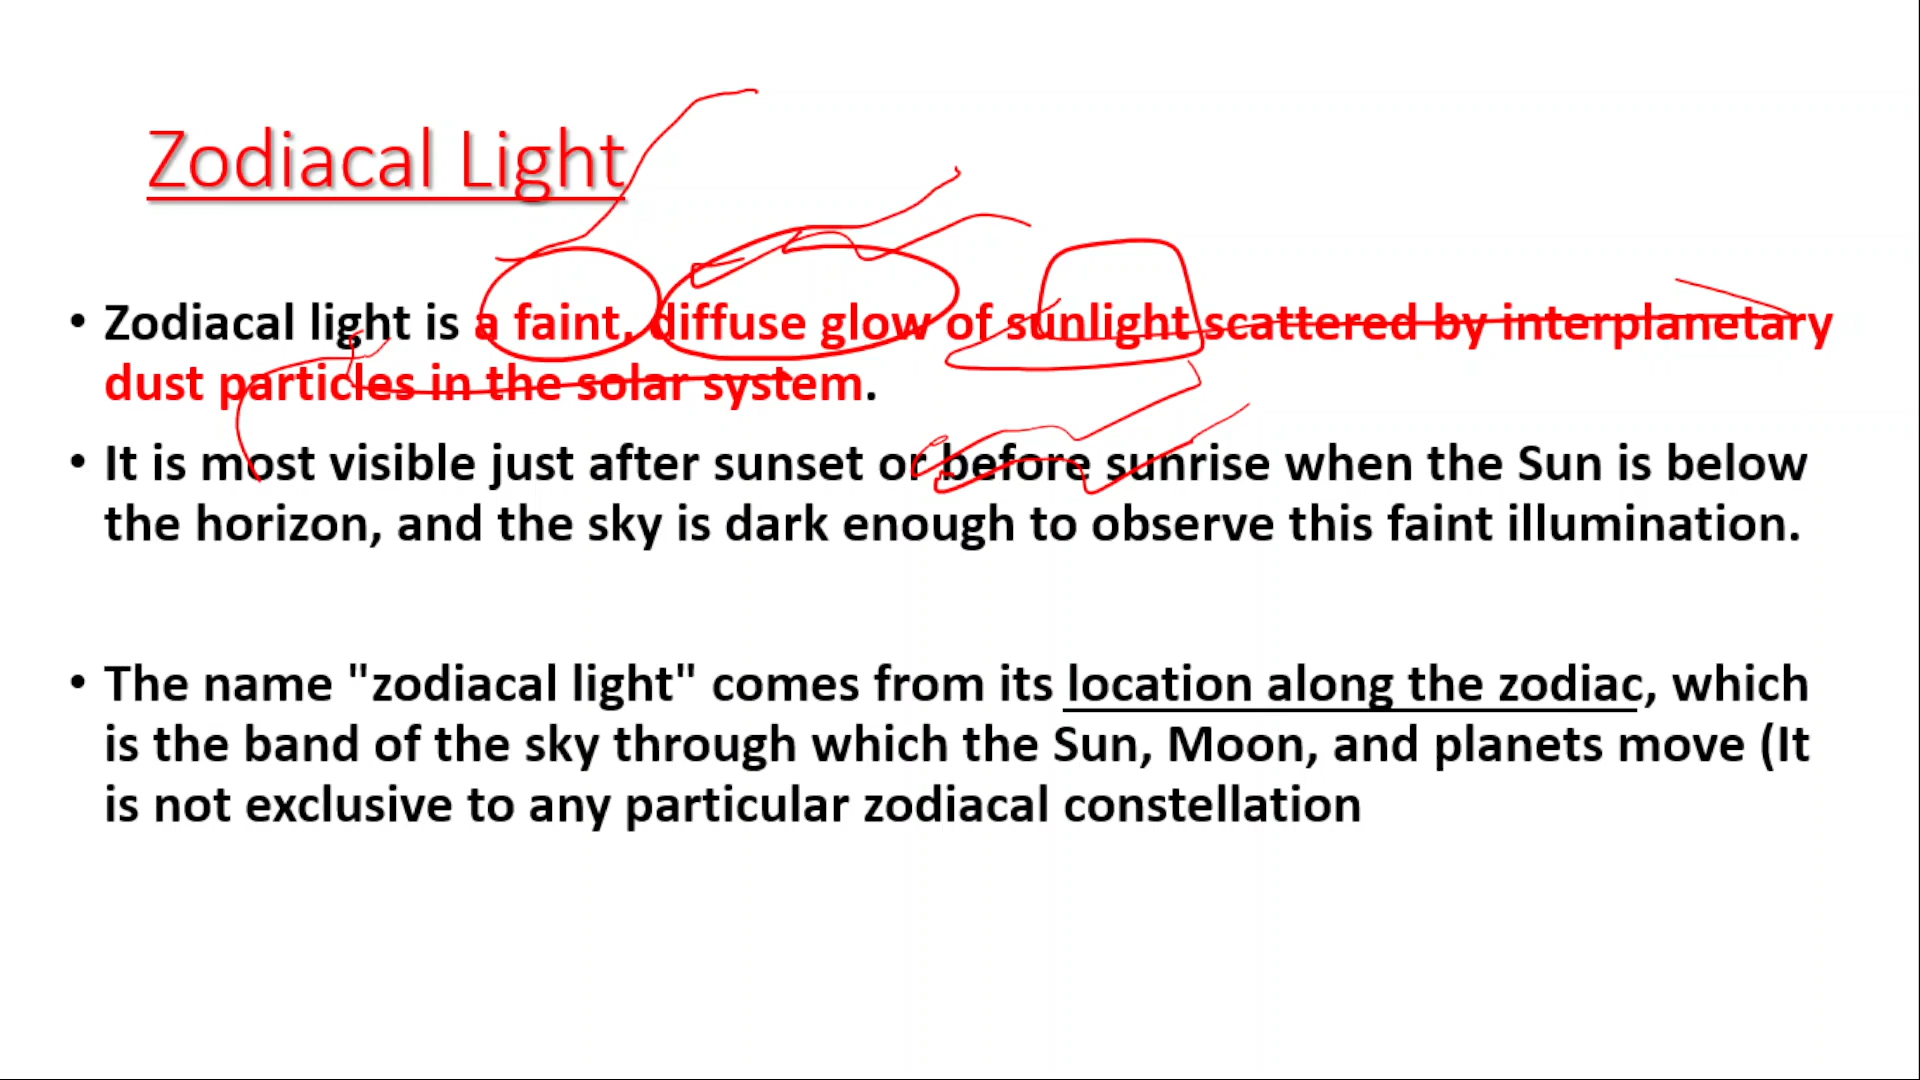 Zodiacal Light
• Zodiacal light is a faint, diffuse glow of sunlight scattered by interplanetary
dust particles in the solar system.
• It is most visible just after sunset or before sunrise when the Sun is below
the horizon, and the sky is dark enough to observe this faint illumination.
• The name "zodiacal light" comes from its location along the zodiac, which
is the band of the sky through which the Sun, Moon, and planets move (It
is not exclusive to any particular zodiacal constellation